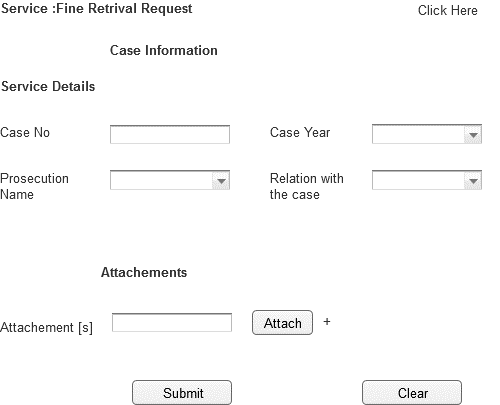 Service :Fine Retrival Request
Click Here
Case Information
Service Details
Case No
Case Year
Prosecution
Name
Relation with
the case
Attachements
Attachement [s]
Attach
+
Submit
Clear